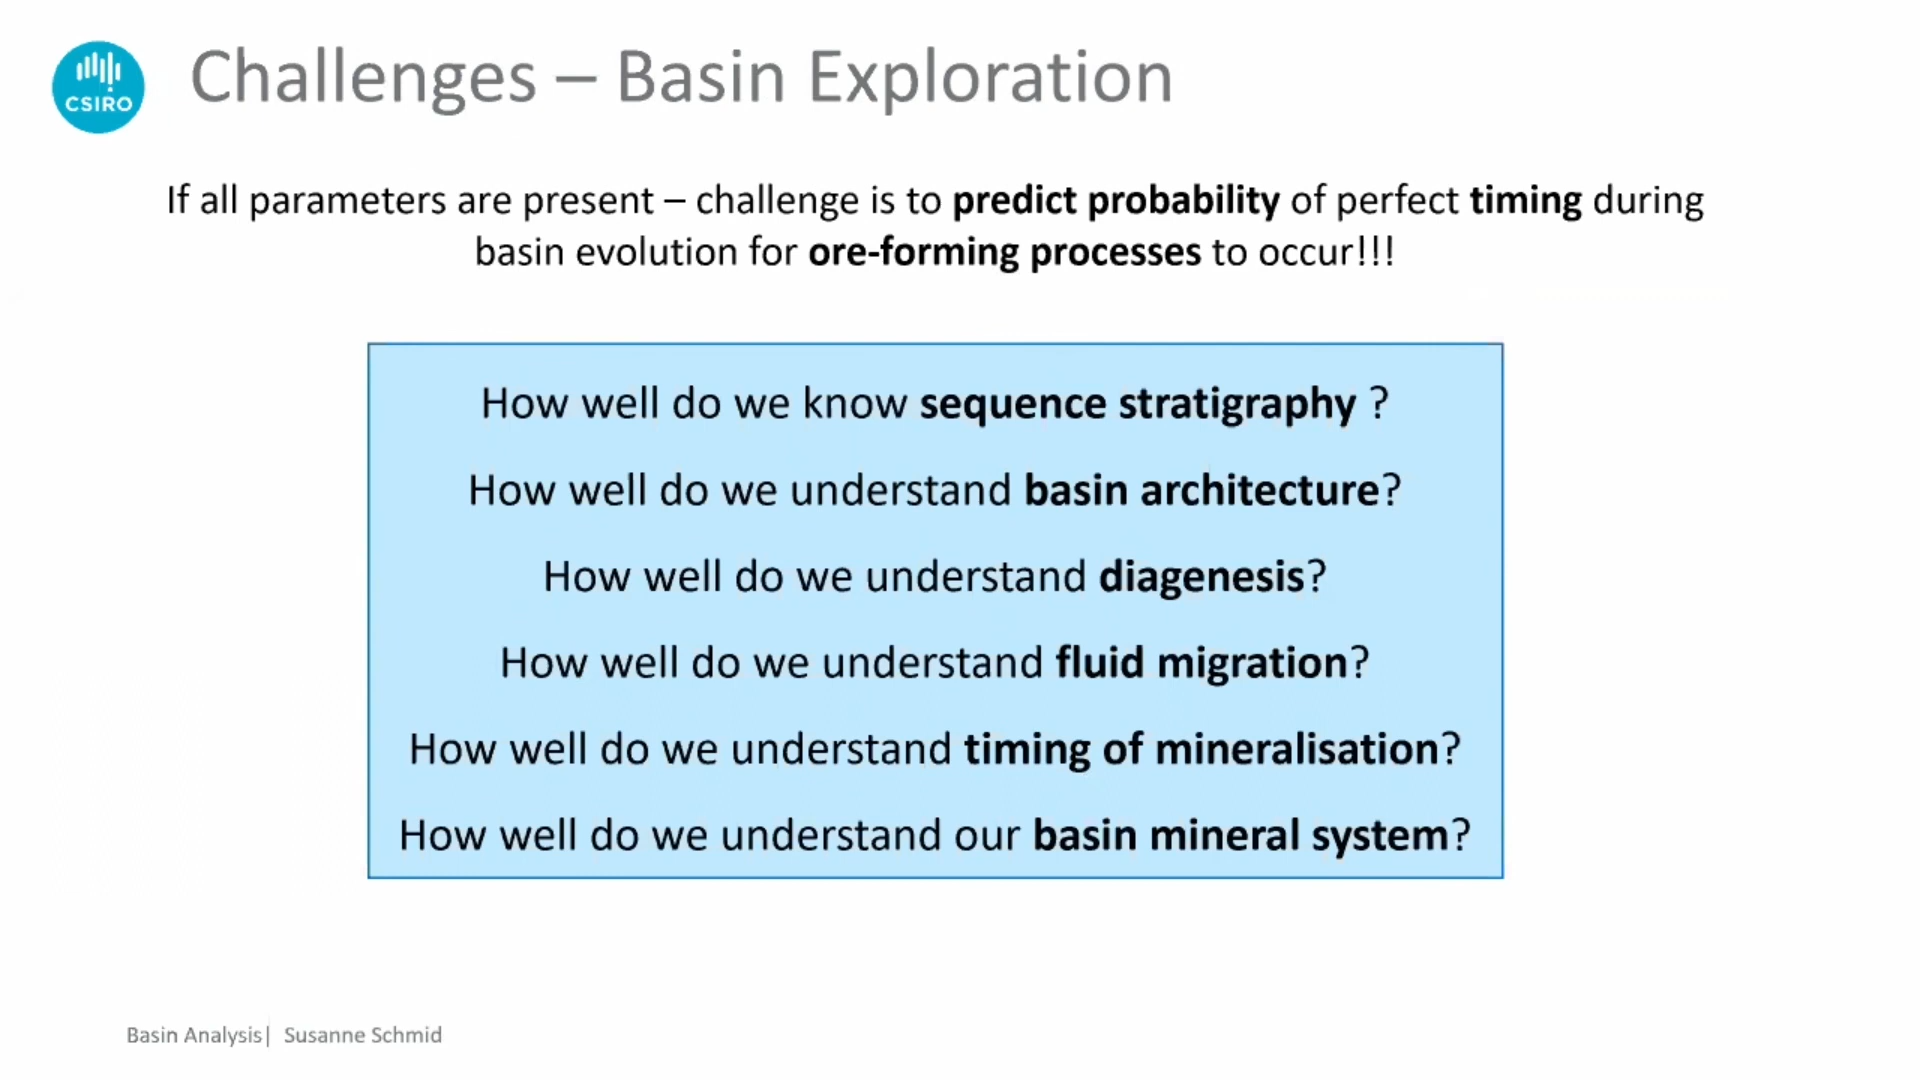 CSIRO
Challenges – Basin Exploration
If all parameters are present – challenge is to predict probability of perfect timing during
basin evolution for ore-forming processes to occur!!!
How well do we know sequence stratigraphy ?
How well do we understand basin architecture?
How well do we understand diagenesis?
How well do we understand fluid migration?
How well do we understand timing of mineralisation?
How well do we understand our basin mineral system?
Basin Analysis| Susanne Schmid